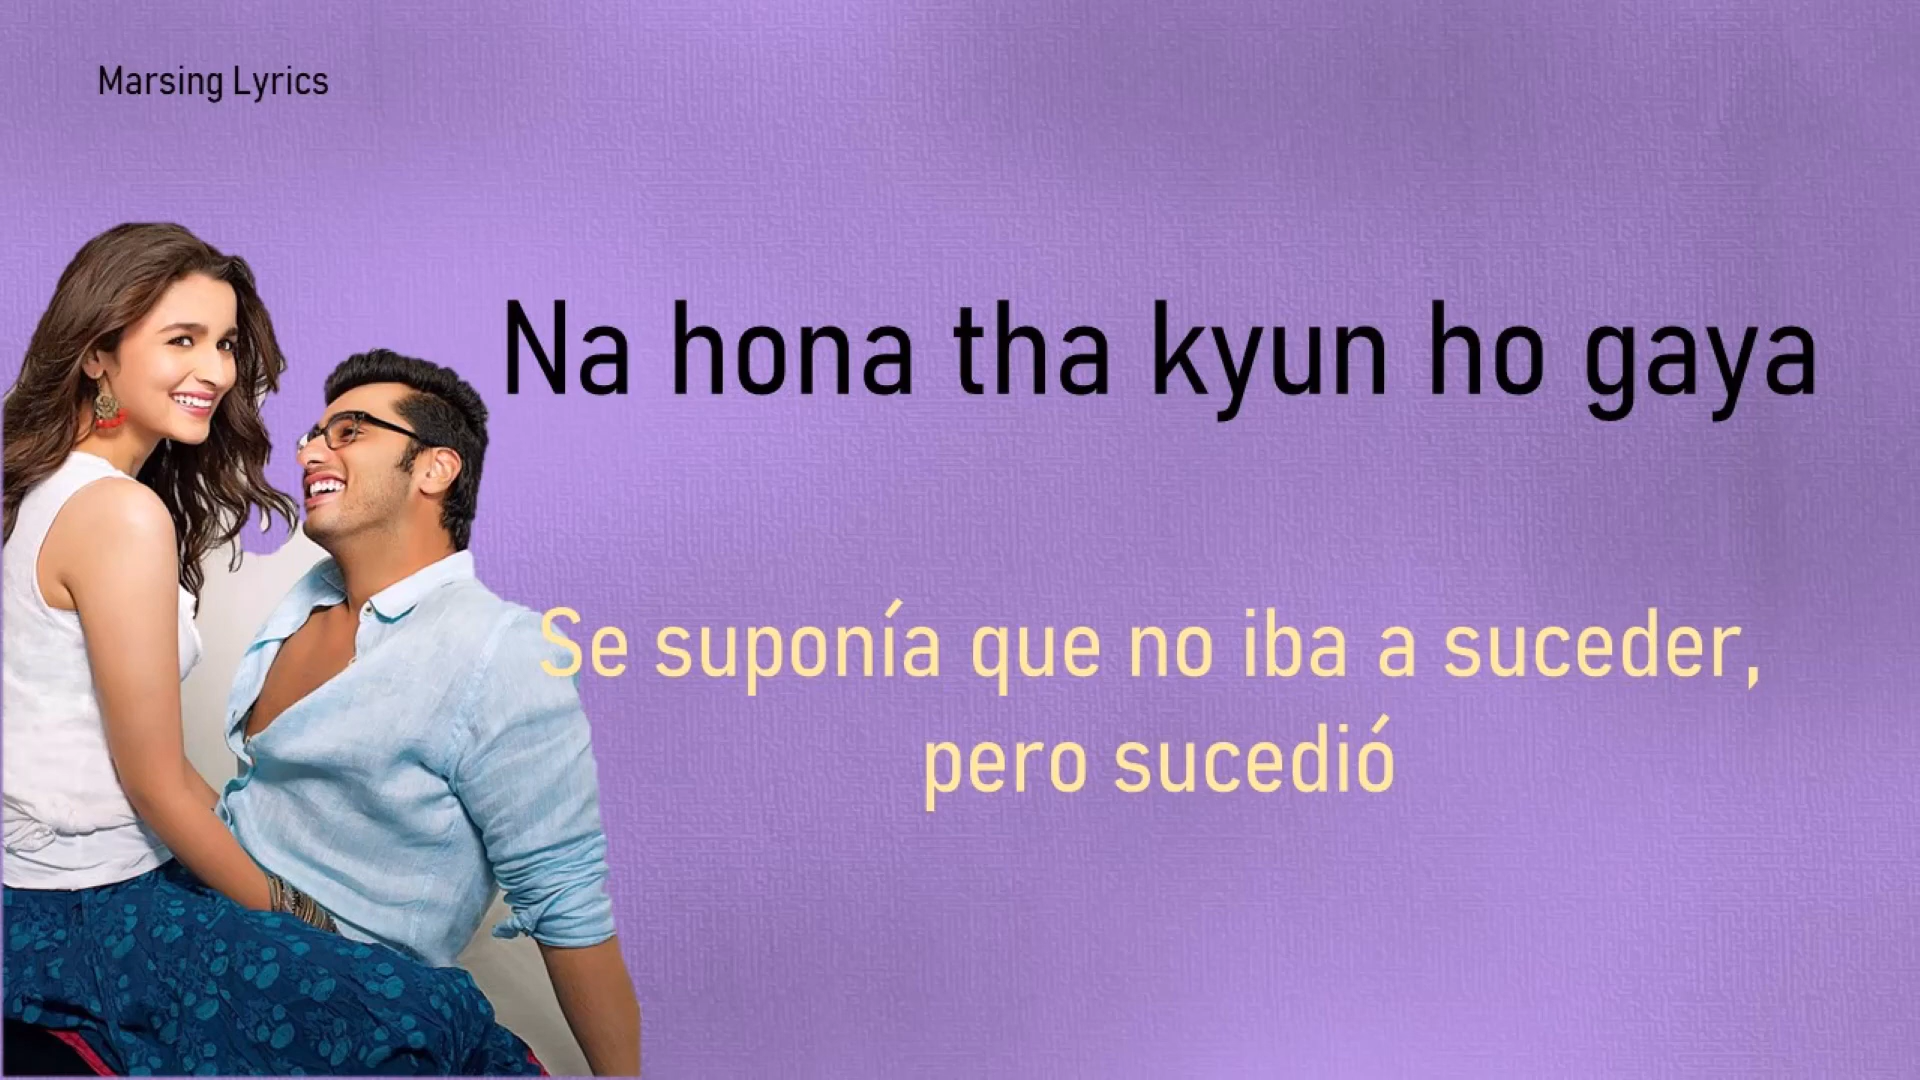 Marsing Lyrics
Na hona tha kyun ho gaya
Se suponía que no iba a suceder,
pero sucedió